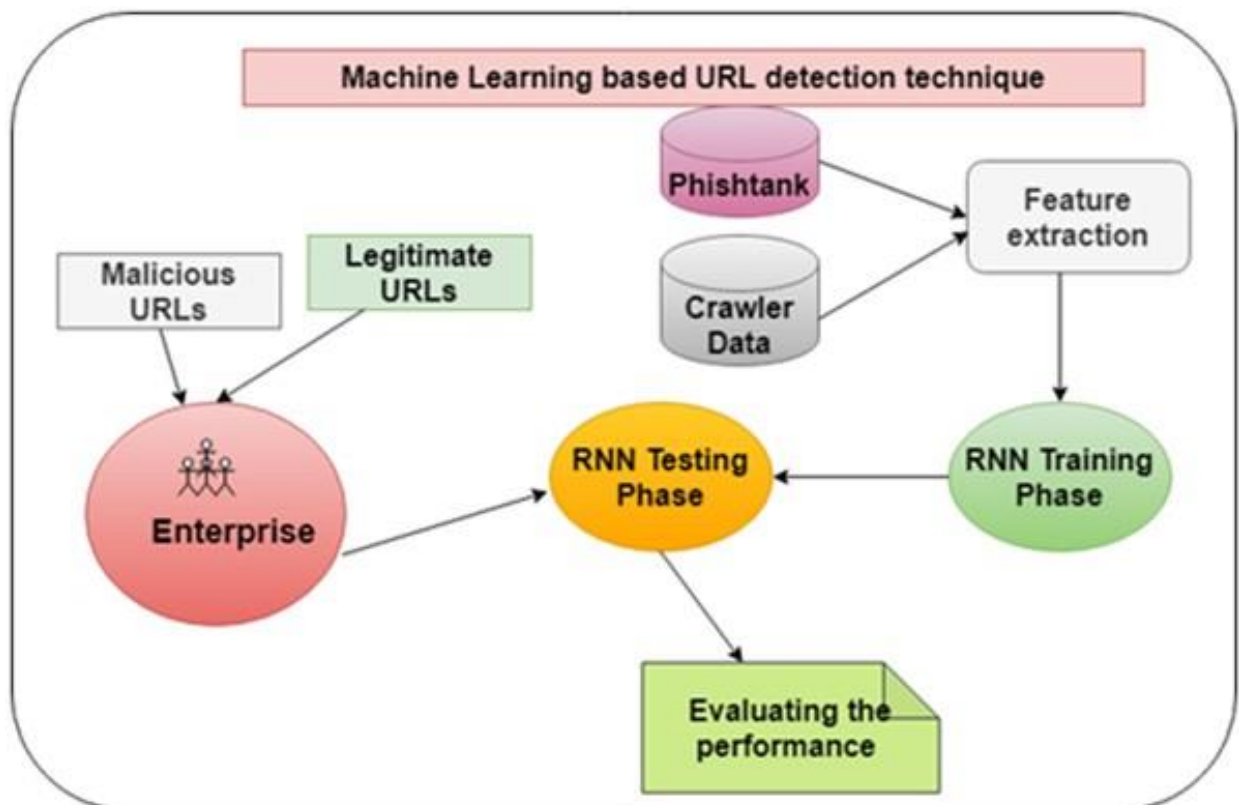 Machine Learning based URL detection technique
Phishtank
Feature
extraction
Legitimate
URLs
Malicious
URLs
Crawler
Data
Enterprise
RNN Testing
Phase
RNN Training
Phase
Evaluating the
performance